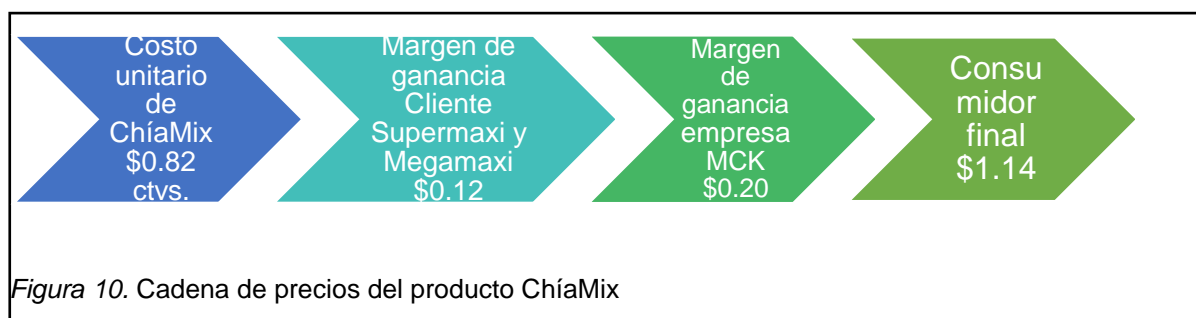 Costo
unitario
de
ChíaMix
$0.82
ctvs.
Margen de
ganancia
Cliente
Supermaxi y
Megamaxi
$0.12
Margen
de
ganancia
empresa
MCK
$0.20
Consu
midor
final
$1.14
Figura 10. Cadena de precios del producto ChíaMix